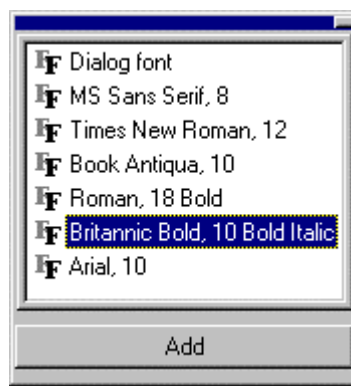 Dialog font
MS Sans Serif, 8
Times New Roman, 12
Book Antiqua, 10
Roman, 18 Bold
Britannic Bold, 10 Bold Italic
Arial, 10
Add